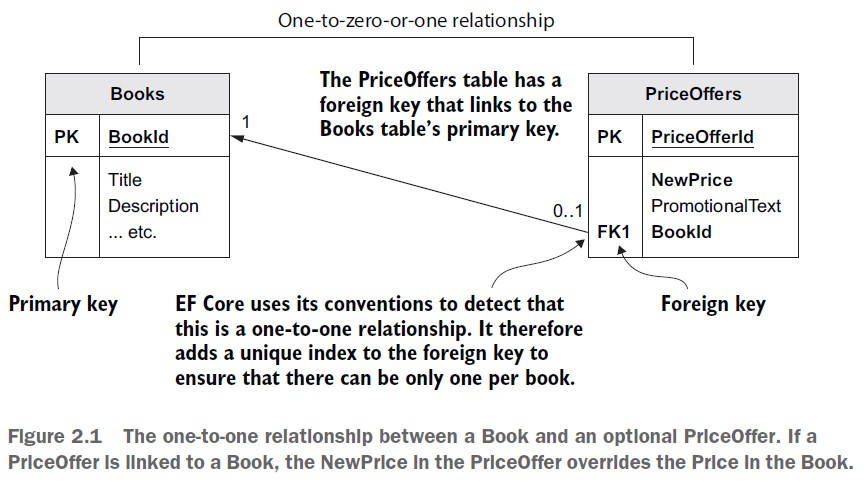 One-to-zero-or-one relationship
Books
PK BookId
Title
Description
... etc.
The PriceOffers table has a
foreign key that links to the
Books table's primary key.
1
0..1
PriceOffers
PK PriceOfferId
NewPrice
PromotionalText
FK1 BookId
Primary key
EF Core uses its conventions to detect that
this is a one-to-one relationship. It therefore
adds a unique index to the foreign key to
ensure that there can be only one per book.
Foreign key
Figure 2.1 The one-to-one relationship between a Book and an optional PriceOffer. If a
PriceOffer is linked to a Book, the NewPrice in the PriceOffer overrides the Price in the Book.